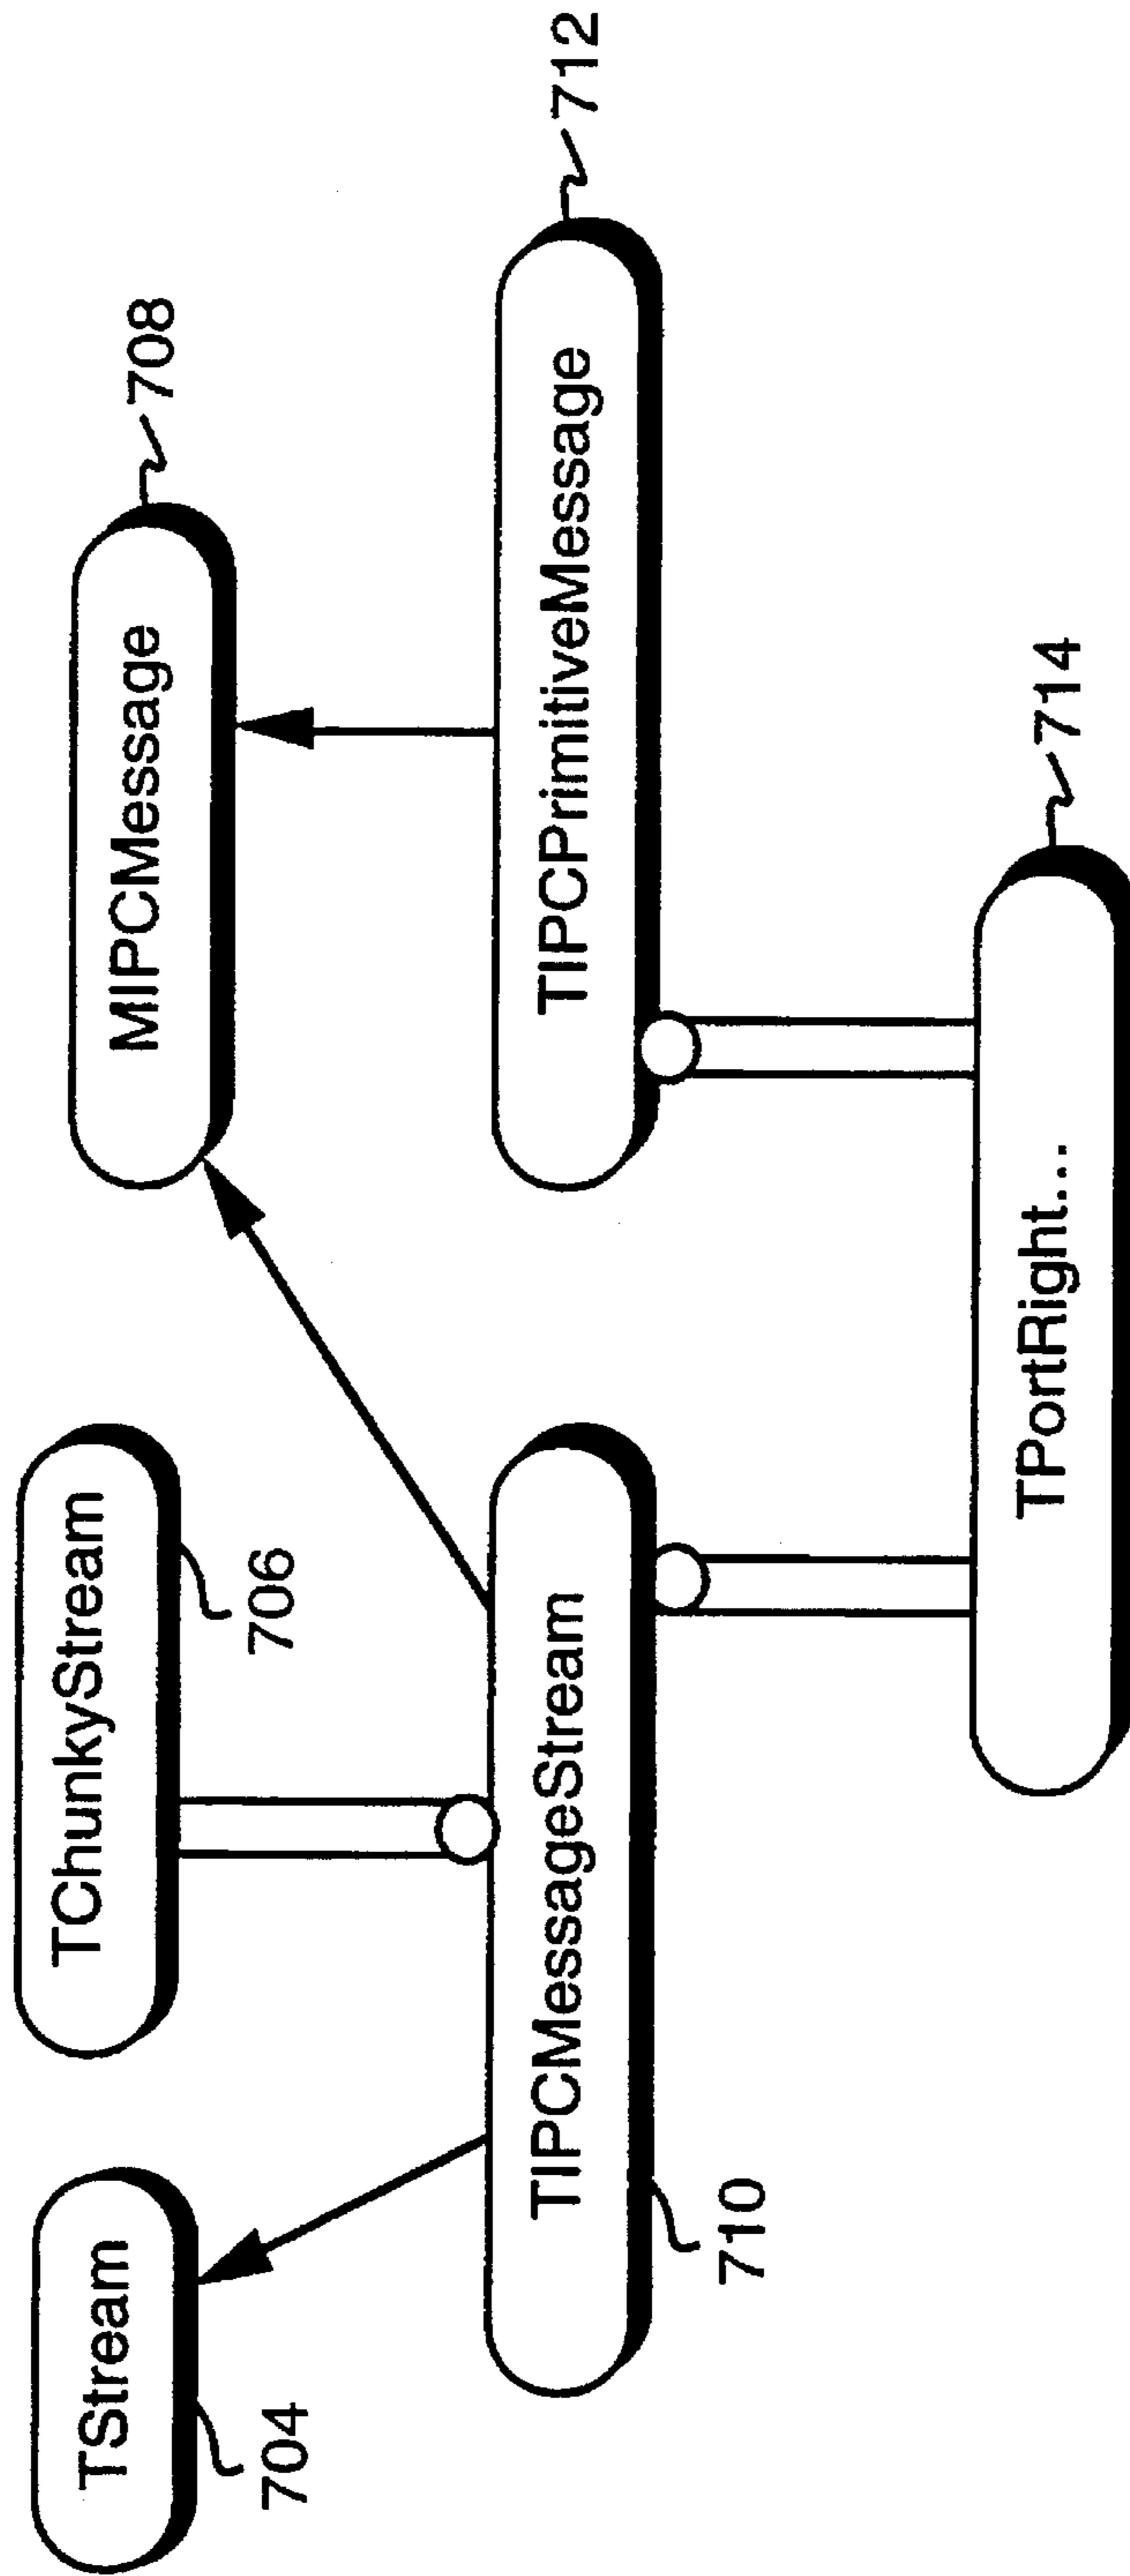 TStream
704
TChunkyStream
706
MIPCMessage
708
TIPCMessageStream
710
TIPCPrimitiveMessage
712
TPortRight...
714